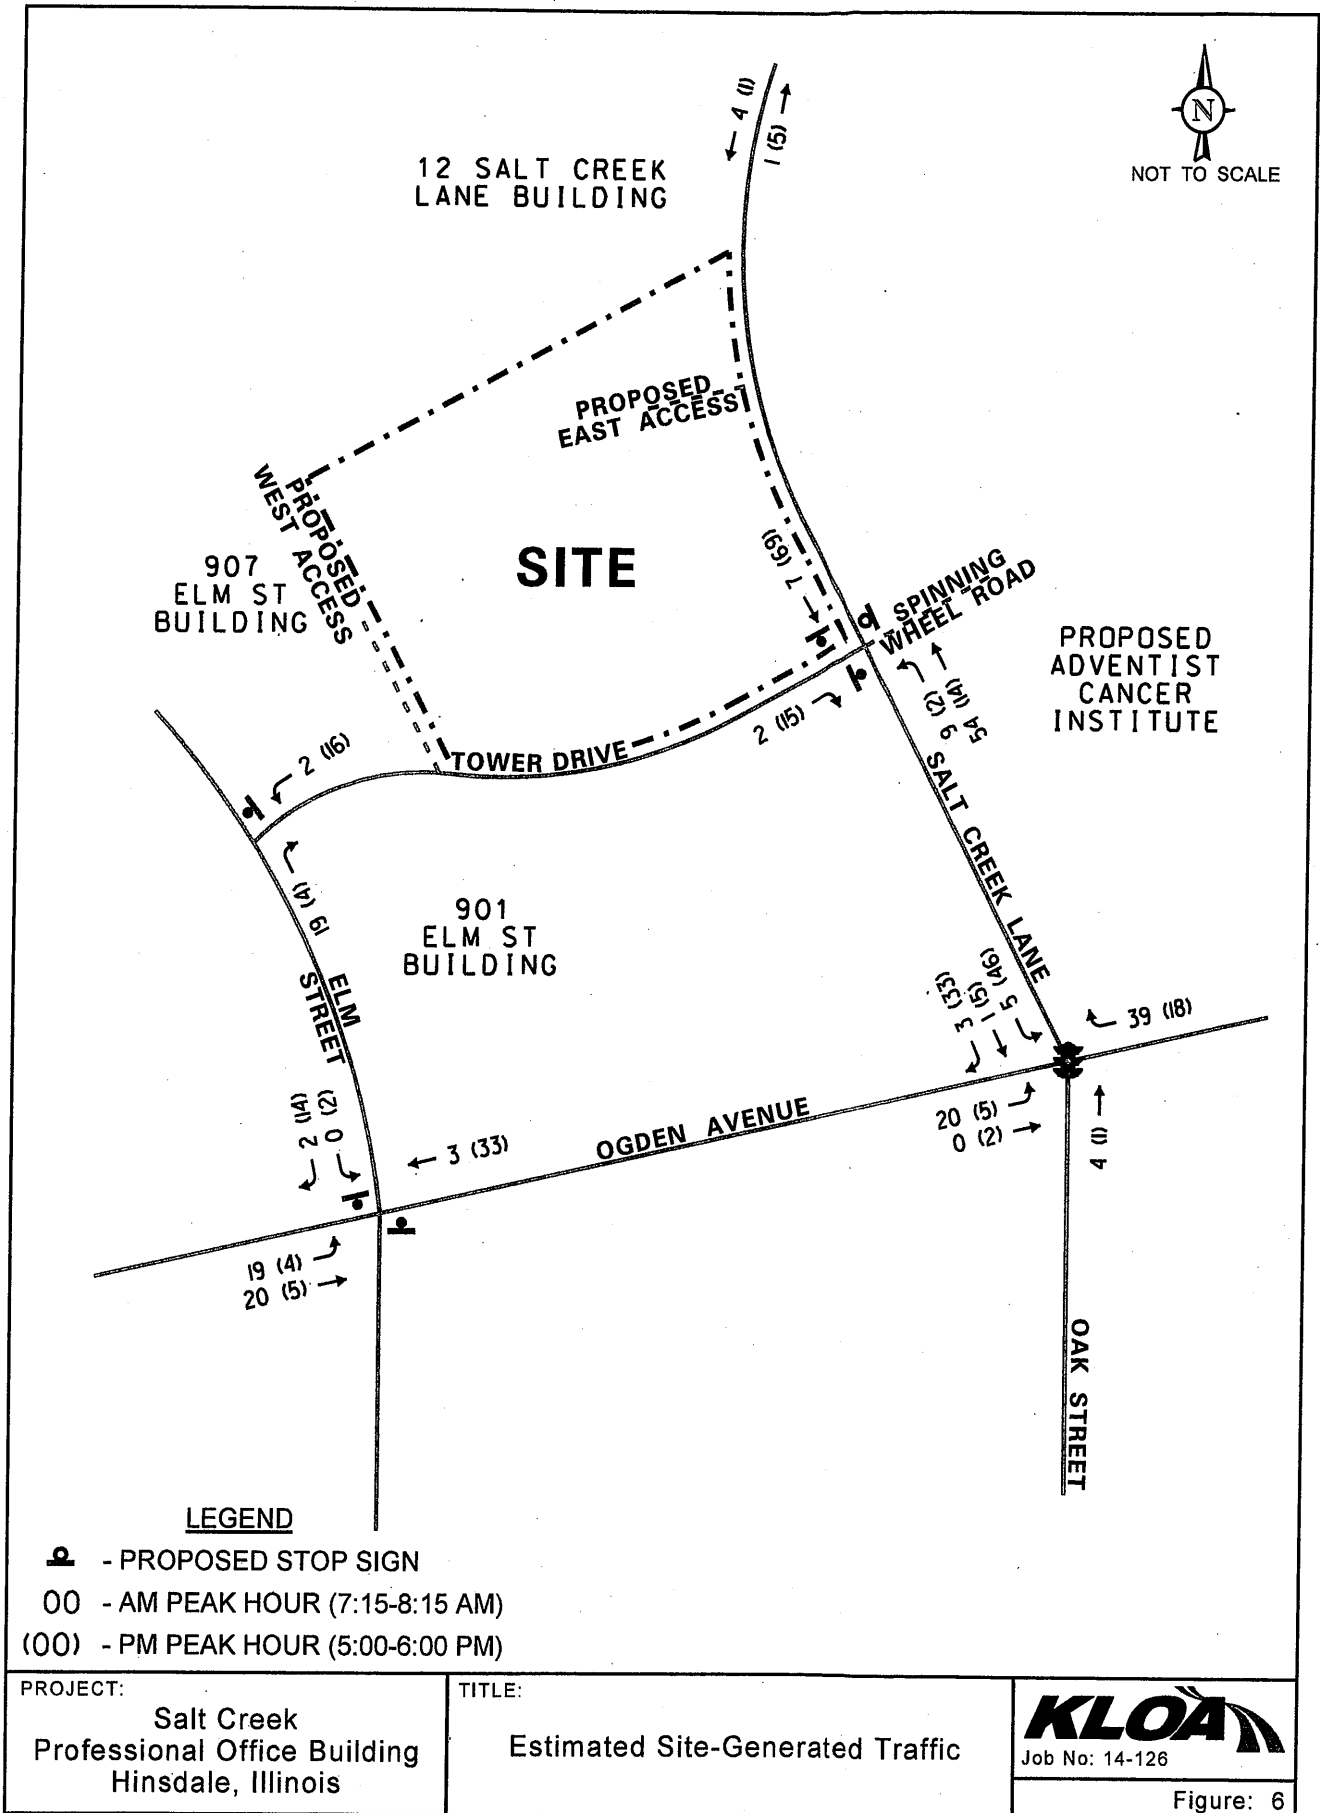 4 (1)
1 (5)
N
NOT TO SCALE
12 SALT CREEK
LANE BUILDING
PROPOSED
EAST ACCESS
PROPOSED
WEST ACCESS
907
ELM ST
BUILDING
SITE
7 (69)
SPINNING
WHEEL ROAD
PROPOSED
ADVENTIST
CANCER
INSTITUTE
2 (15)
9 (2)
54 (14)
TOWER DRIVE
2 (16)
19 (4)
901
ELM ST
BUILDING
SALT CREEK LANE
ELM
STREET
3 (33)
1 (5)
5 (46)
39 (18)
2 (14)
0 (2)
3 (33)
OGDEN AVENUE
20 (5)
0 (2)
4 (1)
19 (4)
20 (5)
OAK STREET
LEGEND
- PROPOSED STOP SIGN
00 - AM PEAK HOUR (7:15-8:15 AM)
(00) - PM PEAK HOUR (5:00-6:00 PM)
PROJECT:
Salt Creek
Professional Office Building
Hinsdale, Illinois
TITLE:
Estimated Site-Generated Traffic
KLOA
Job No: 14-126
Figure: 6